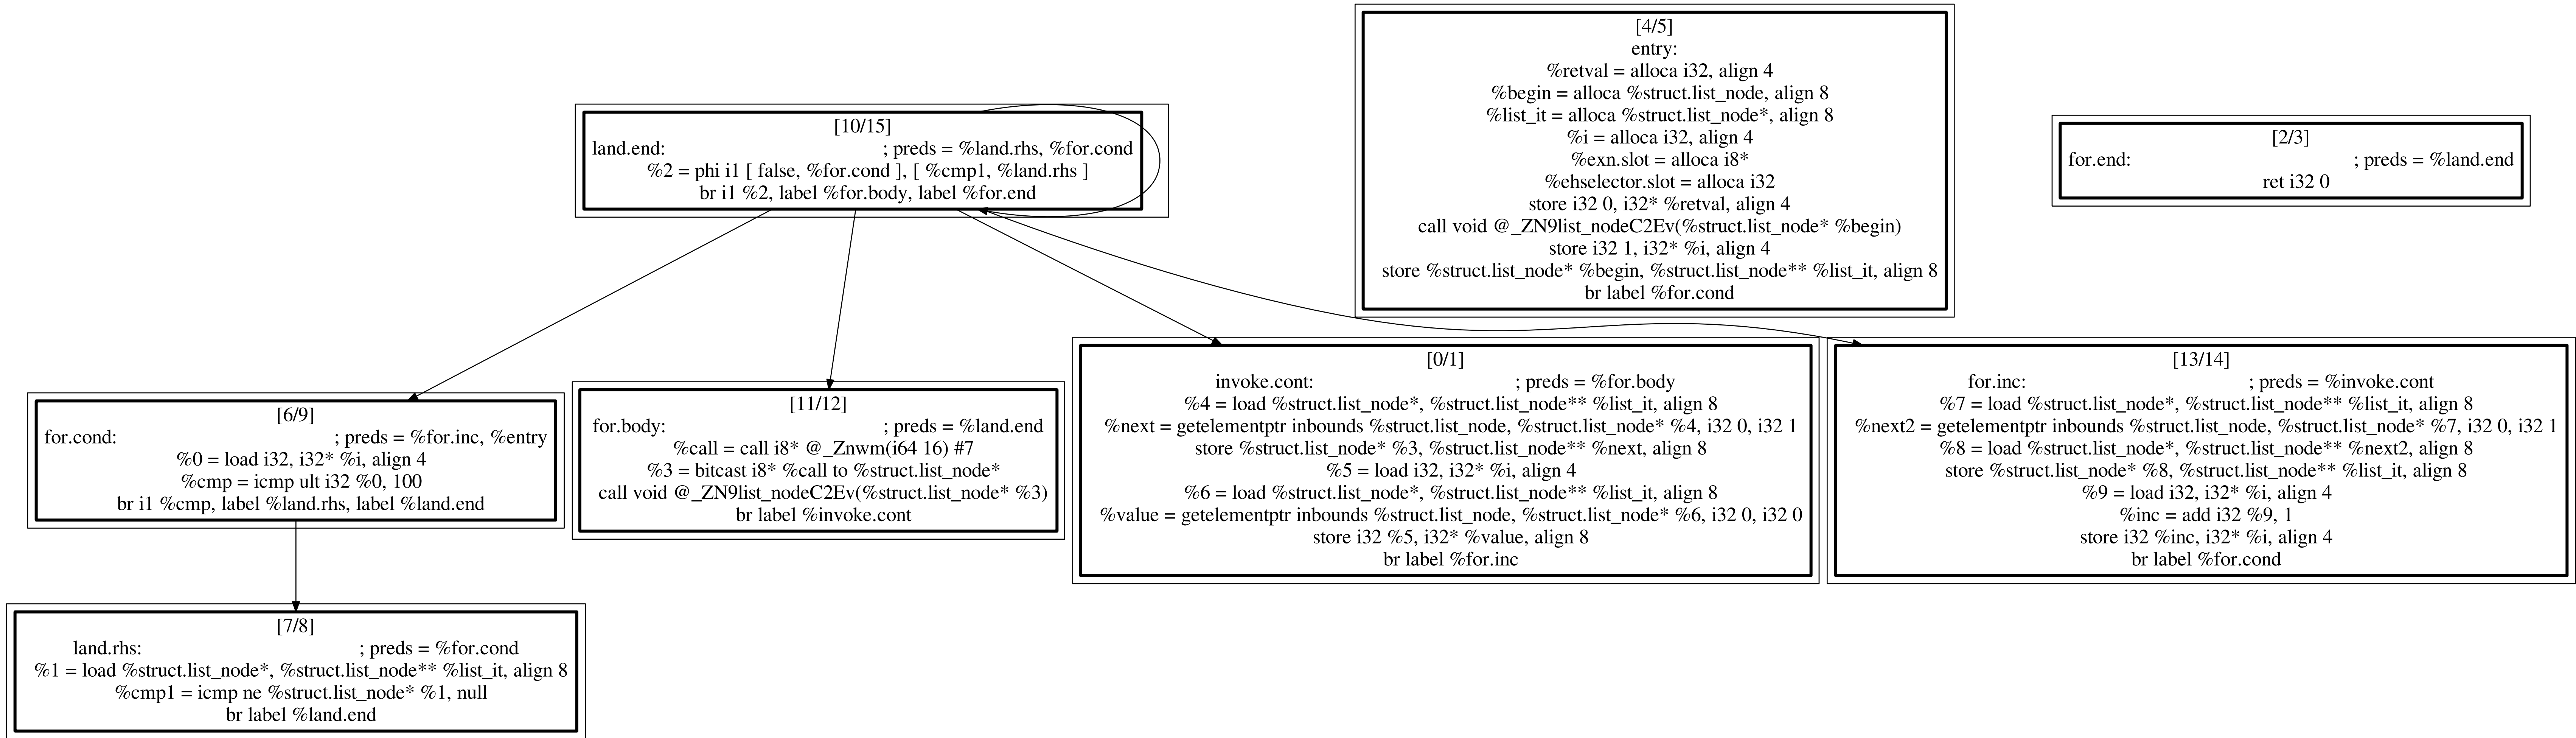 [4/5]
entry:
%retval = alloca i32, align 4
%begin = alloca %struct.list_node, align 8
%list_it = alloca %struct.list_node*, align 8
%i = alloca i32, align 4
%exn.slot = alloca i8*
%ehselector.slot = alloca i32
store i32 0, i32* %retval, align 4
call void @_ZN9list_nodeC2Ev(%struct.list_node* %begin)
store i32 1, i32* %i, align 4
store %struct.list_node* %begin, %struct.list_node** %list_it, align 8
br label %for.cond
[10/15]
land.end: ; preds = %land.rhs, %for.cond
%2 = phi i1 [ false, %for.cond ], [ %cmp1, %land.rhs ]
br i1 %2, label %for.body, label %for.end
[2/3]
for.end: ; preds = %land.end
ret i32 0
[6/9]
for.cond: ; preds = %for.inc, %entry
%0 = load i32, i32* %i, align 4
%cmp = icmp ult i32 %0, 100
br i1 %cmp, label %land.rhs, label %land.end
[11/12]
for.body: ; preds = %land.end
%call = call i8* @_Znwm(i64 16) #7
%3 = bitcast i8* %call to %struct.list_node*
call void @_ZN9list_nodeC2Ev(%struct.list_node* %3)
br label %invoke.cont
[0/1]
invoke.cont: ; preds = %for.body
%4 = load %struct.list_node*, %struct.list_node** %list_it, align 8
%next = getelementptr inbounds %struct.list_node, %struct.list_node* %4, i32 0, i32 1
store %struct.list_node* %3, %struct.list_node** %next, align 8
%5 = load i32, i32* %i, align 4
%6 = load %struct.list_node*, %struct.list_node** %list_it, align 8
%value = getelementptr inbounds %struct.list_node, %struct.list_node* %6, i32 0, i32 0
store i32 %5, i32* %value, align 8
br label %for.inc
[13/14]
for.inc: ; preds = %invoke.cont
%7 = load %struct.list_node*, %struct.list_node** %list_it, align 8
%next2 = getelementptr inbounds %struct.list_node, %struct.list_node* %7, i32 0, i32 1
%8 = load %struct.list_node*, %struct.list_node** %next2, align 8
store %struct.list_node* %8, %struct.list_node** %list_it, align 8
%9 = load i32, i32* %i, align 4
%inc = add i32 %9, 1
store i32 %inc, i32* %i, align 4
br label %for.cond
[7/8]
land.rhs: ; preds = %for.cond
%1 = load %struct.list_node*, %struct.list_node** %list_it, align 8
%cmp1 = icmp ne %struct.list_node* %1, null
br label %land.end